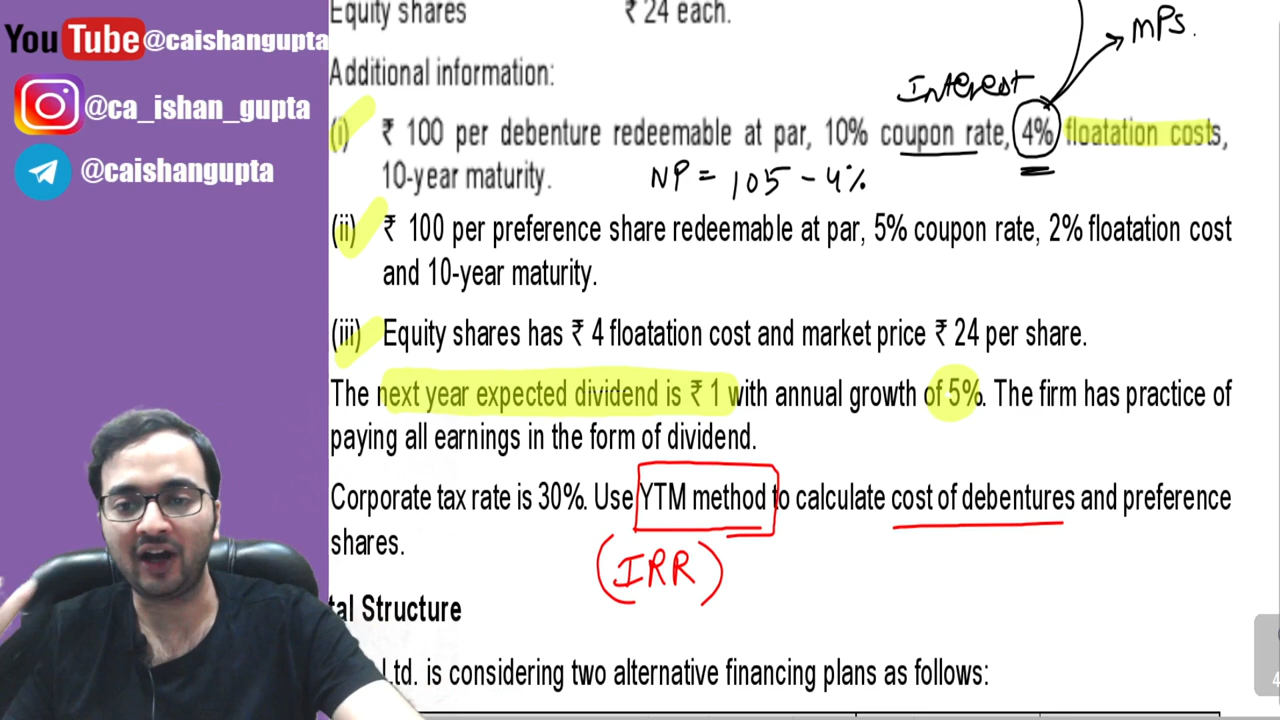 Equity shares ₹ 24 each.
YouTube @caishangupta
MPS.
Additional information:
Interest
@ca_ishan_gupta
(i) ₹ 100 per debenture redeemable at par, 10% coupon rate, 4% floatation costs,
10-year maturity. NP = 105 - 4%
@caishangupta
(ii) ₹ 100 per preference share redeemable at par, 5% coupon rate, 2% floatation cost
and 10-year maturity.
(iii) Equity shares has ₹ 4 floatation cost and market price ₹ 24 per share.
The next year expected dividend is ₹ 1 with annual growth of 5%. The firm has practice of
paying all earnings in the form of dividend.
Corporate tax rate is 30%. Use YTM method to calculate cost of debentures and preference
shares.
(IRR)
tal Structure
Ltd. is considering two alternative financing plans as follows:
4